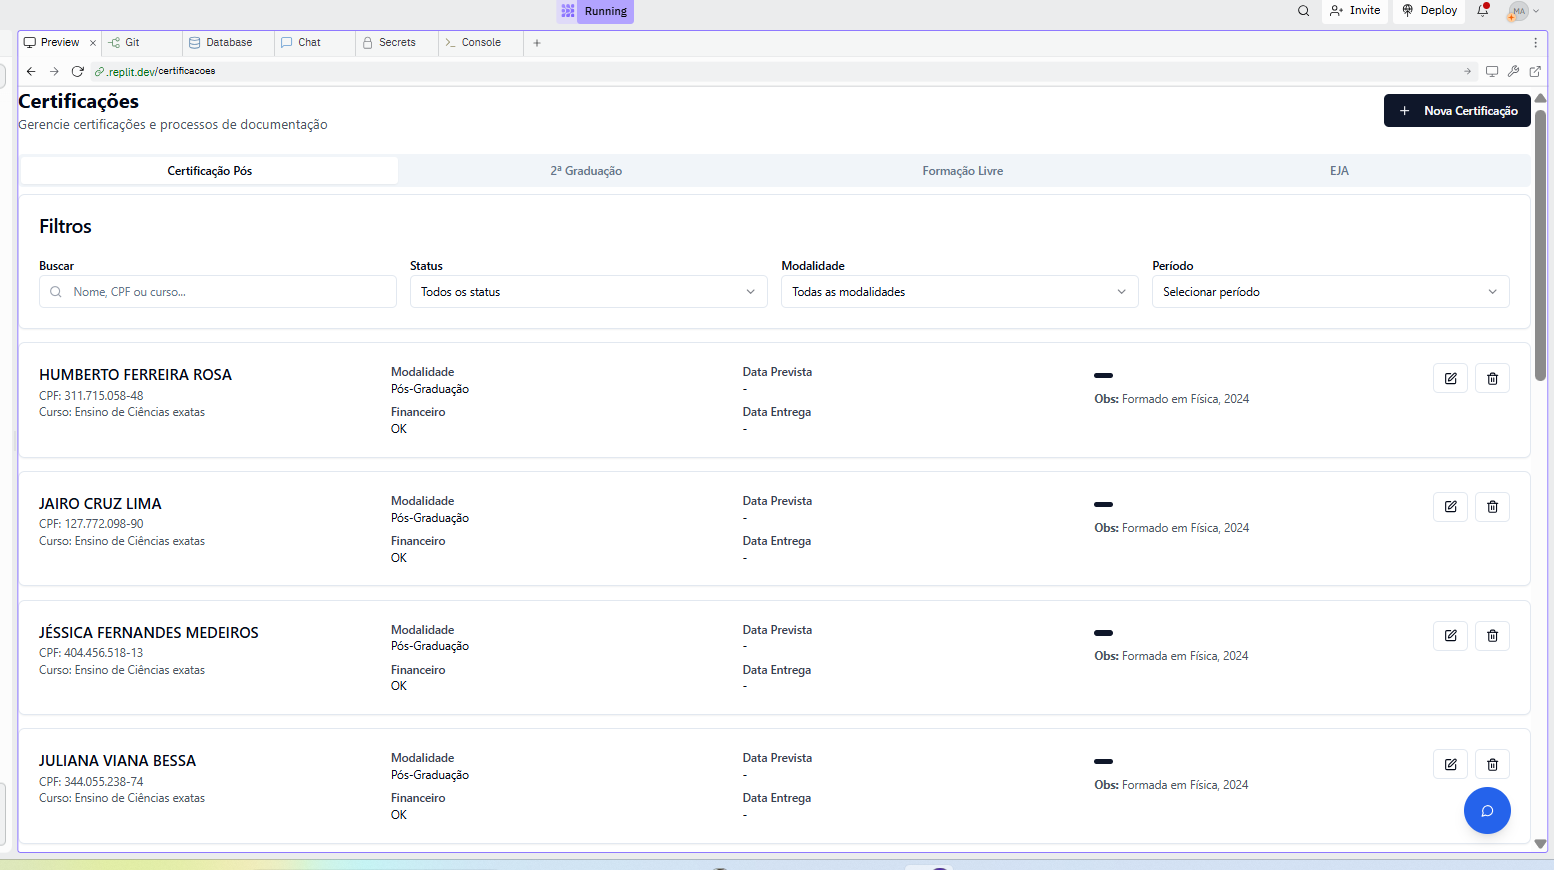 Running
Invite
Deploy
MA
Preview
Git
Database
Chat
Secrets
Console
.replit.dev/certificacoes
Certificações
Gerencie certificações e processos de documentação
Nova Certificação
Certificação Pós
2ª Graduação
Formação Livre
EJA
Filtros
Buscar
Status
Modalidade
Período
Nome, CPF ou curso...
Todos os status
Todas as modalidades
Selecionar período
HUMBERTO FERREIRA ROSA
CPF: 311.715.058-48
Curso: Ensino de Ciências exatas
Modalidade
Pós-Graduação
Financeiro
OK
Data Prevista
-
Data Entrega
-
Obs: Formado em Física, 2024
JAIRO CRUZ LIMA
CPF: 127.772.098-90
Curso: Ensino de Ciências exatas
Modalidade
Pós-Graduação
Financeiro
OK
Data Prevista
-
Data Entrega
-
Obs: Formado em Física, 2024
JÉSSICA FERNANDES MEDEIROS
CPF: 404.456.518-13
Curso: Ensino de Ciências exatas
Modalidade
Pós-Graduação
Financeiro
OK
Data Prevista
-
Data Entrega
-
Obs: Formada em Física, 2024
JULIANA VIANA BESSA
CPF: 344.055.238-74
Curso: Ensino de Ciências exatas
Modalidade
Pós-Graduação
Financeiro
OK
Data Prevista
-
Data Entrega
-
Obs: Formada em Física, 2024